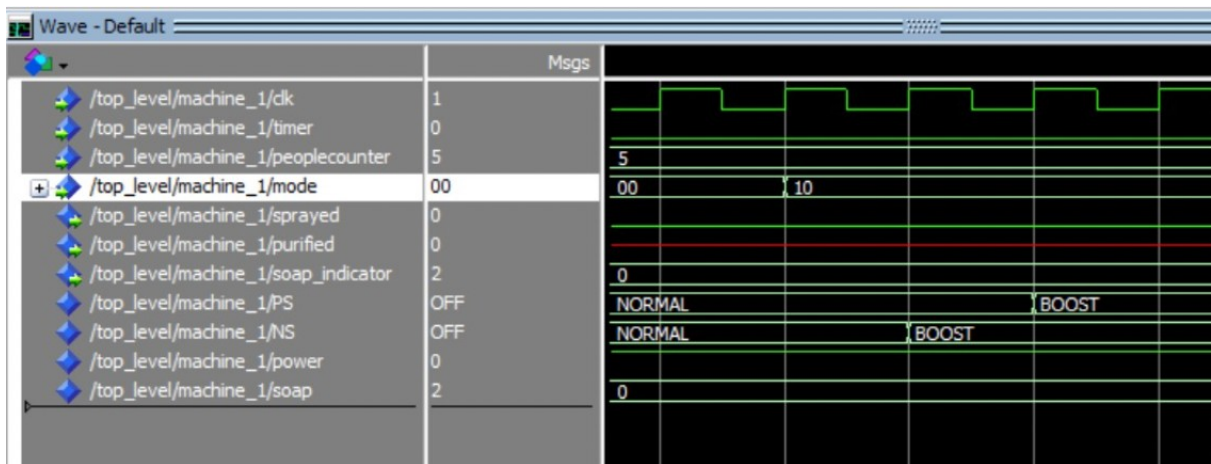 Wave - Default
Msgs
/top_level/machine_1/clk 1
/top_level/machine_1/timer 0
/top_level/machine_1/peoplecounter 5 5
/top_level/machine_1/mode 00 00 10
/top_level/machine_1/sprayed 0
/top_level/machine_1/purified 0
/top_level/machine_1/soap_indicator 2 0
/top_level/machine_1/PS OFF NORMAL BOOST
/top_level/machine_1/NS OFF NORMAL BOOST
/top_level/machine_1/power 0
/top_level/machine_1/soap 2 0